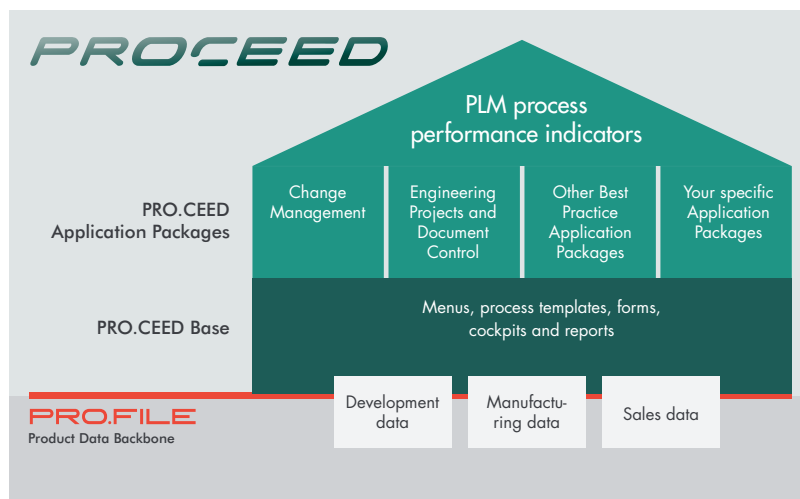 PROCEED
PLM process
performance indicators
PRO.CEED
Application Packages
Change
Management
Engineering
Projects and
Document
Control
Other Best
Practice
Application
Packages
Your specific
Application
Packages
PRO.CEED Base
Menus, process templates, forms,
cockpits and reports
PRO.FILE
Product Data Backbone
Development
data
Manufactu-
ring data
Sales data